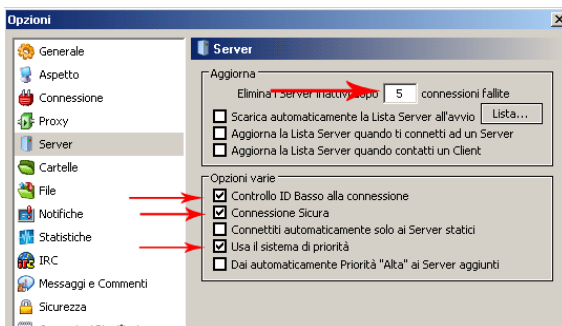 Opzioni
Generale
Aspetto
Connessione
Proxy
Server
Cartelle
File
Notifiche
Statistiche
IRC
Messaggi e Commenti
Sicurezza
Server
Aggiorna
Elimina i Server inattivi dopo 5 connessioni fallite
Scarica automaticamente la Lista Server all'avvio Lista...
Aggiorna la Lista Server quando ti connetti ad un Server
Aggiorna la Lista Server quando contatti un Client
Opzioni varie
Controllo ID Basso alla connessione
Connessione Sicura
Connettiti automaticamente solo ai Server statici
Usa il sistema di priorità
Dai automaticamente Priorità "Alta" ai Server aggiunti